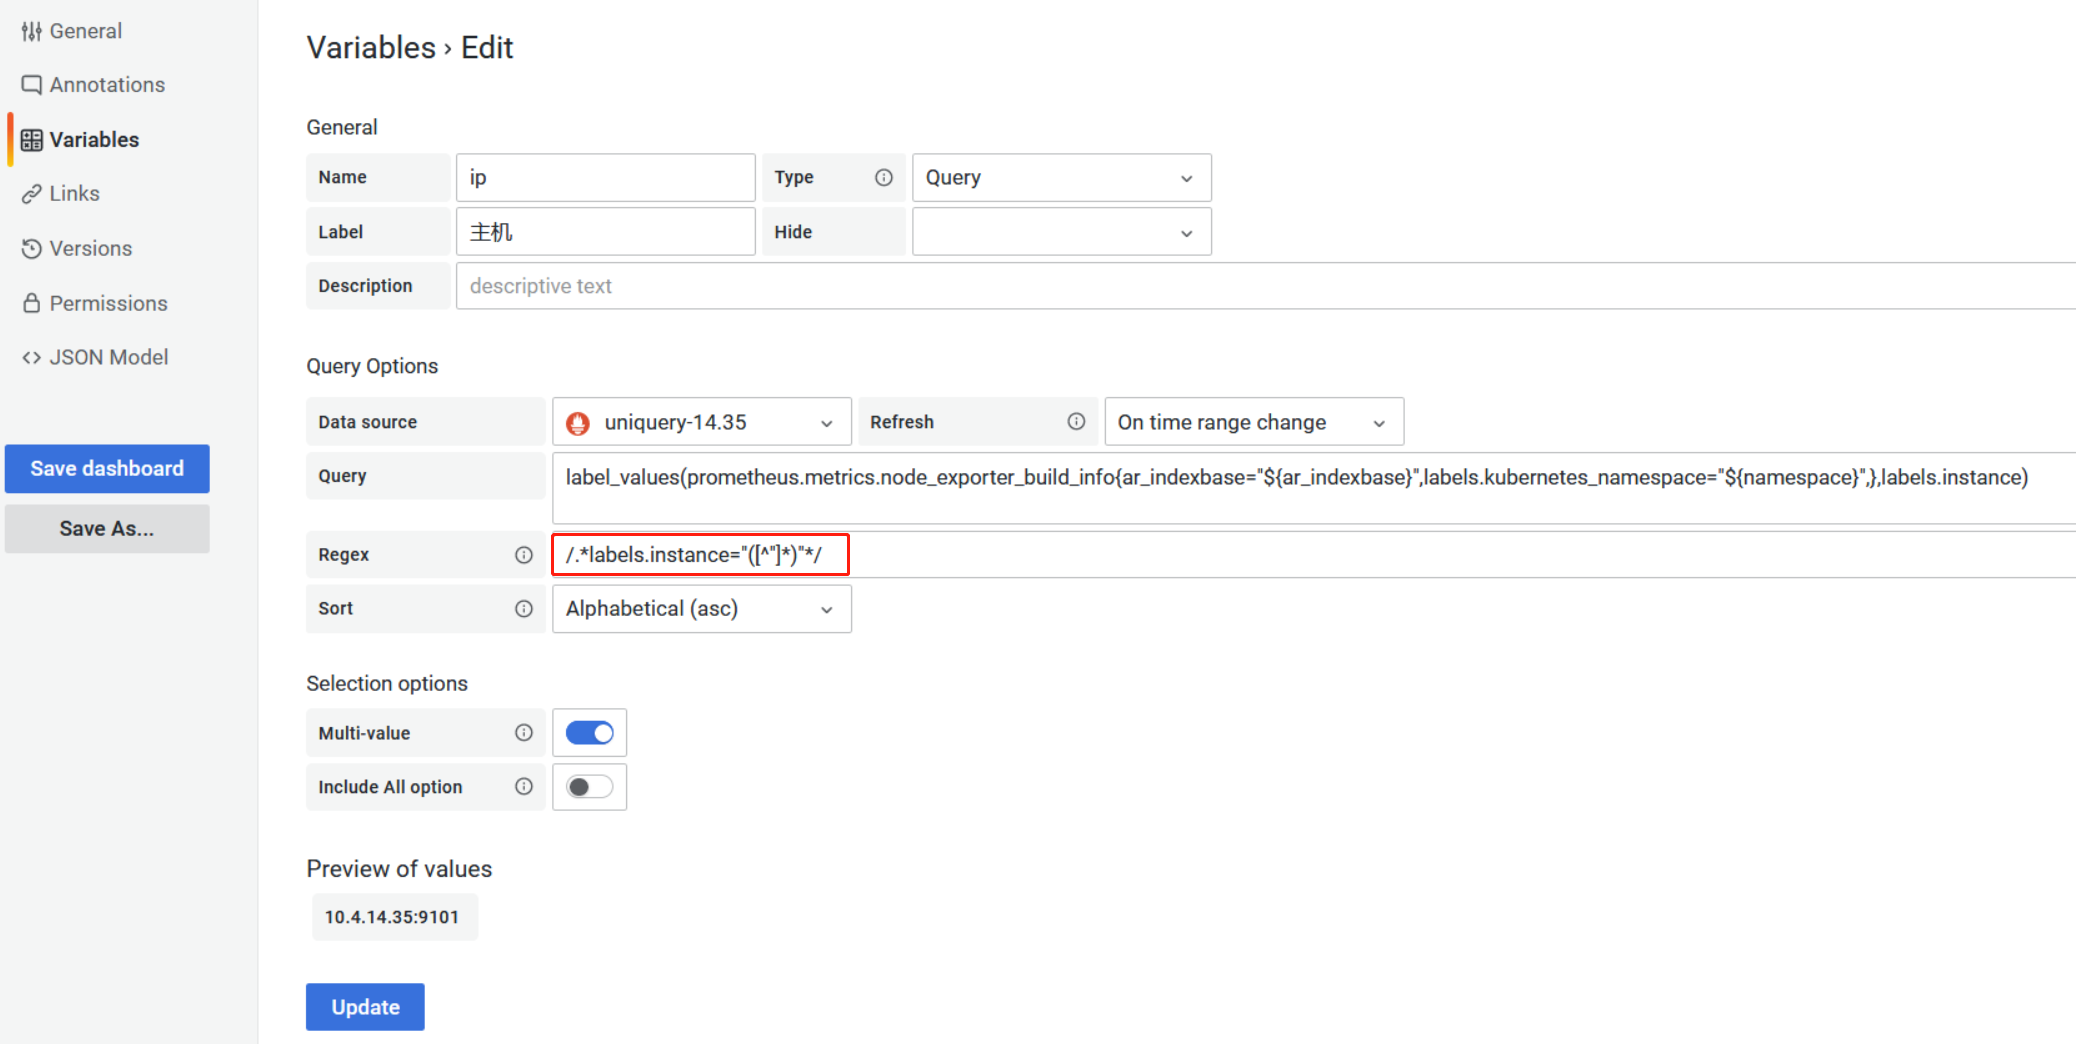 General
Annotations
Variables
Links
Versions
Permissions
JSON Model
Save dashboard
Save As...
Variables › Edit
General
Name ip Type Query
Label 主机 Hide
Description descriptive text
Query Options
Data source uniquery-14.35 Refresh On time range change
Query label_values(prometheus.metrics.node_exporter_build_info{ar_indexbase="${ar_indexbase}",labels.kubernetes_namespace="${namespace}",},labels.instance)
Regex /.*labels.instance="([^"]*)"*/
Sort Alphabetical (asc)
Selection options
Multi-value
Include All option
Preview of values
10.4.14.35:9101
Update